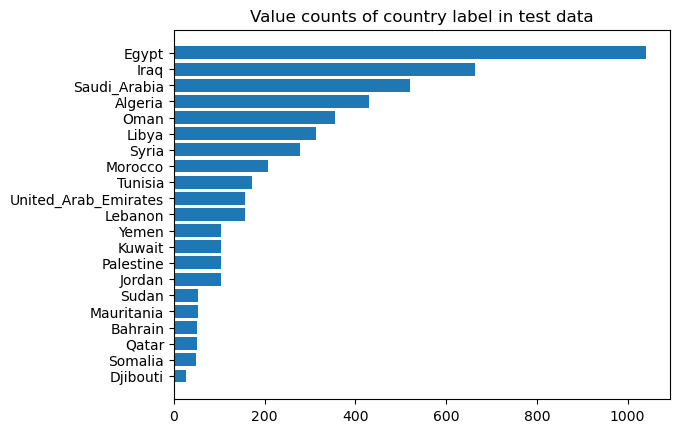 Value counts of country label in test data
Egypt
Iraq
Saudi_Arabia
Algeria
Oman
Libya
Syria
Morocco
Tunisia
United_Arab_Emirates
Lebanon
Yemen
Kuwait
Palestine
Jordan
Sudan
Mauritania
Bahrain
Qatar
Somalia
Djibouti
0 200 400 600 800 1000